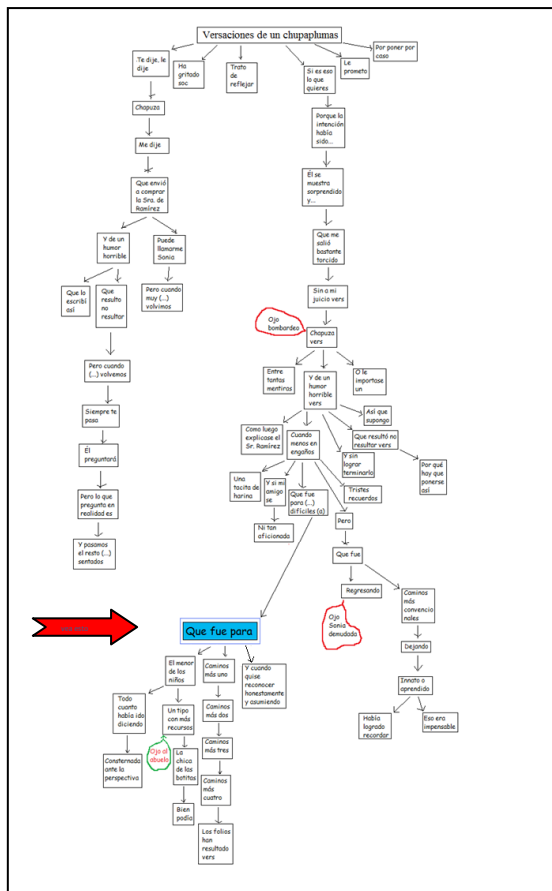 Versaciones de un chupaplumas
.Te dije, le
dije
Ha
gritado
soc
Trato
de
reflejar
Si es eso
lo que
quieres
Le
prometo
Por poner por
caso
Chapuza
Me dije
Que envió
a comprar
la Sra. de
Ramírez
Y de un
humor
horrible
Puede
llamarme
Sonia
Que lo
escribí
así
Que
resulto
no
resultar
Pero cuando
muy (...)
volvimos
Pero cuando
(...) volvemos
Siempre te
pasa
Él
preguntará
Pero lo que
pregunto en
realidad es
Y pasamos
el resto (...)
sentados
Porque la
intención
había
sido...
Él se
muestra
sorprendido
y...
Que me
salió
bastante
torcido
Sin a mi
juicio vers
Ojo
bombardeo
Chapuza
vers
Entre
tantas
mentiras
Y de un
humor
horrible
vers
O le
importase
un
Como luego
explicase el
Sr. Ramírez
Cuando
menos en
engaños
Así que
supongo
Que resultó no
resultar vers
Y sin
lograr
terminarlo
Por qué
hay que
ponerse
así
Una
tacita de
harina
Y si mi
amigo
se
Que fue
para (...)
difíciles (a)
Tristes
recuerdos
Ni tan
aficionada
Pero
Que fue
Regresando
Caminos
más
convencio
nales
Ojo
Sonia
demudada
Dejando
Innato o
aprendido
Había
logrado
recordar
Eso era
impensable
Que fue para
El menor
de los
niños
Caminos
más uno
Y cuando
quise
reconocer
honestamente
y asumiendo
Todo
cuanto
había ido
diciendo
Un tipo
con más
recursos
Caminos
más dos
Consternada
ante la
perspectiva
Ojo al
abuelo
La
chica
de las
botitas
Caminos
más tres
Bien
podía
Caminos
más
cuatro
Los folios
han
resultado
vers